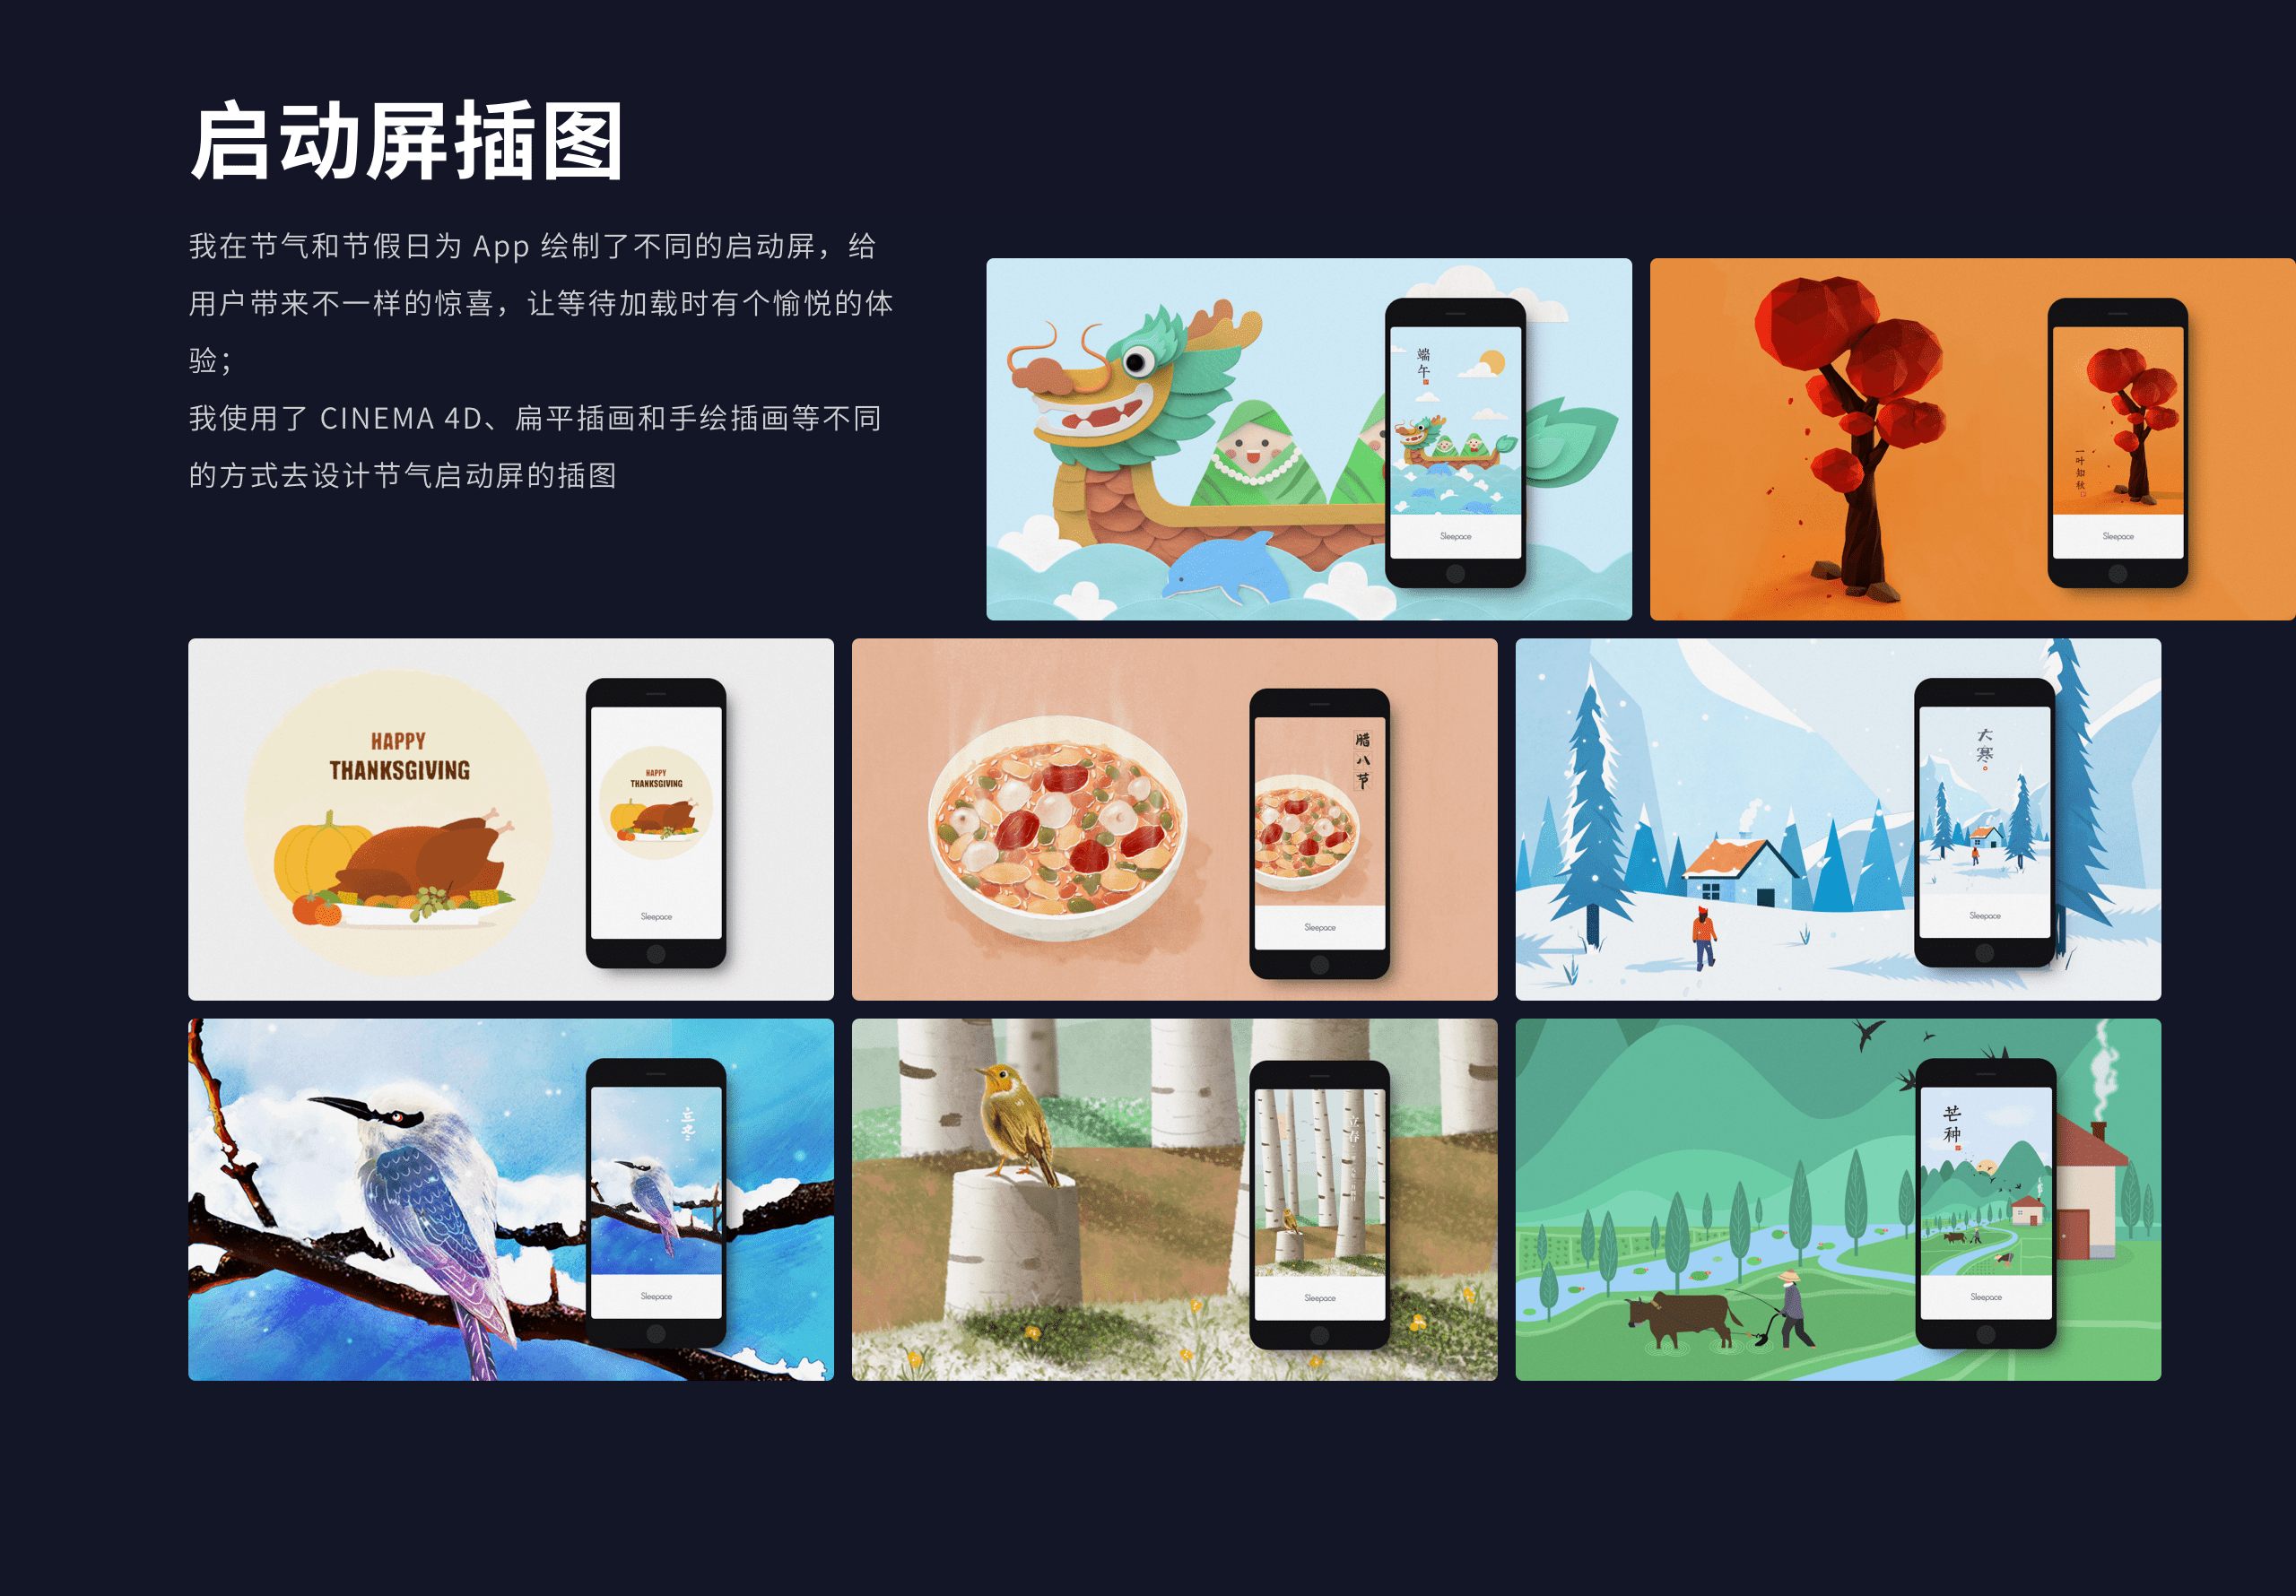 启动屏插图
我在节气和节假日为 App 绘制了不同的启动屏，给
用户带来不一样的惊喜，让等待加载时有个愉悦的体
验；
我使用了 CINEMA 4D、扁平插画和手绘插画等不同
的方式去设计节气启动屏的插图
端午
Sleepace
一叶知秋
Sleepace
HAPPY
THANKSGIVING
HAPPY
THANKSGIVING
Sleepace
腊八节
Sleepace
大寒
Sleepace
立冬
Sleepace
立春
Sleepace
芒种
Sleepace